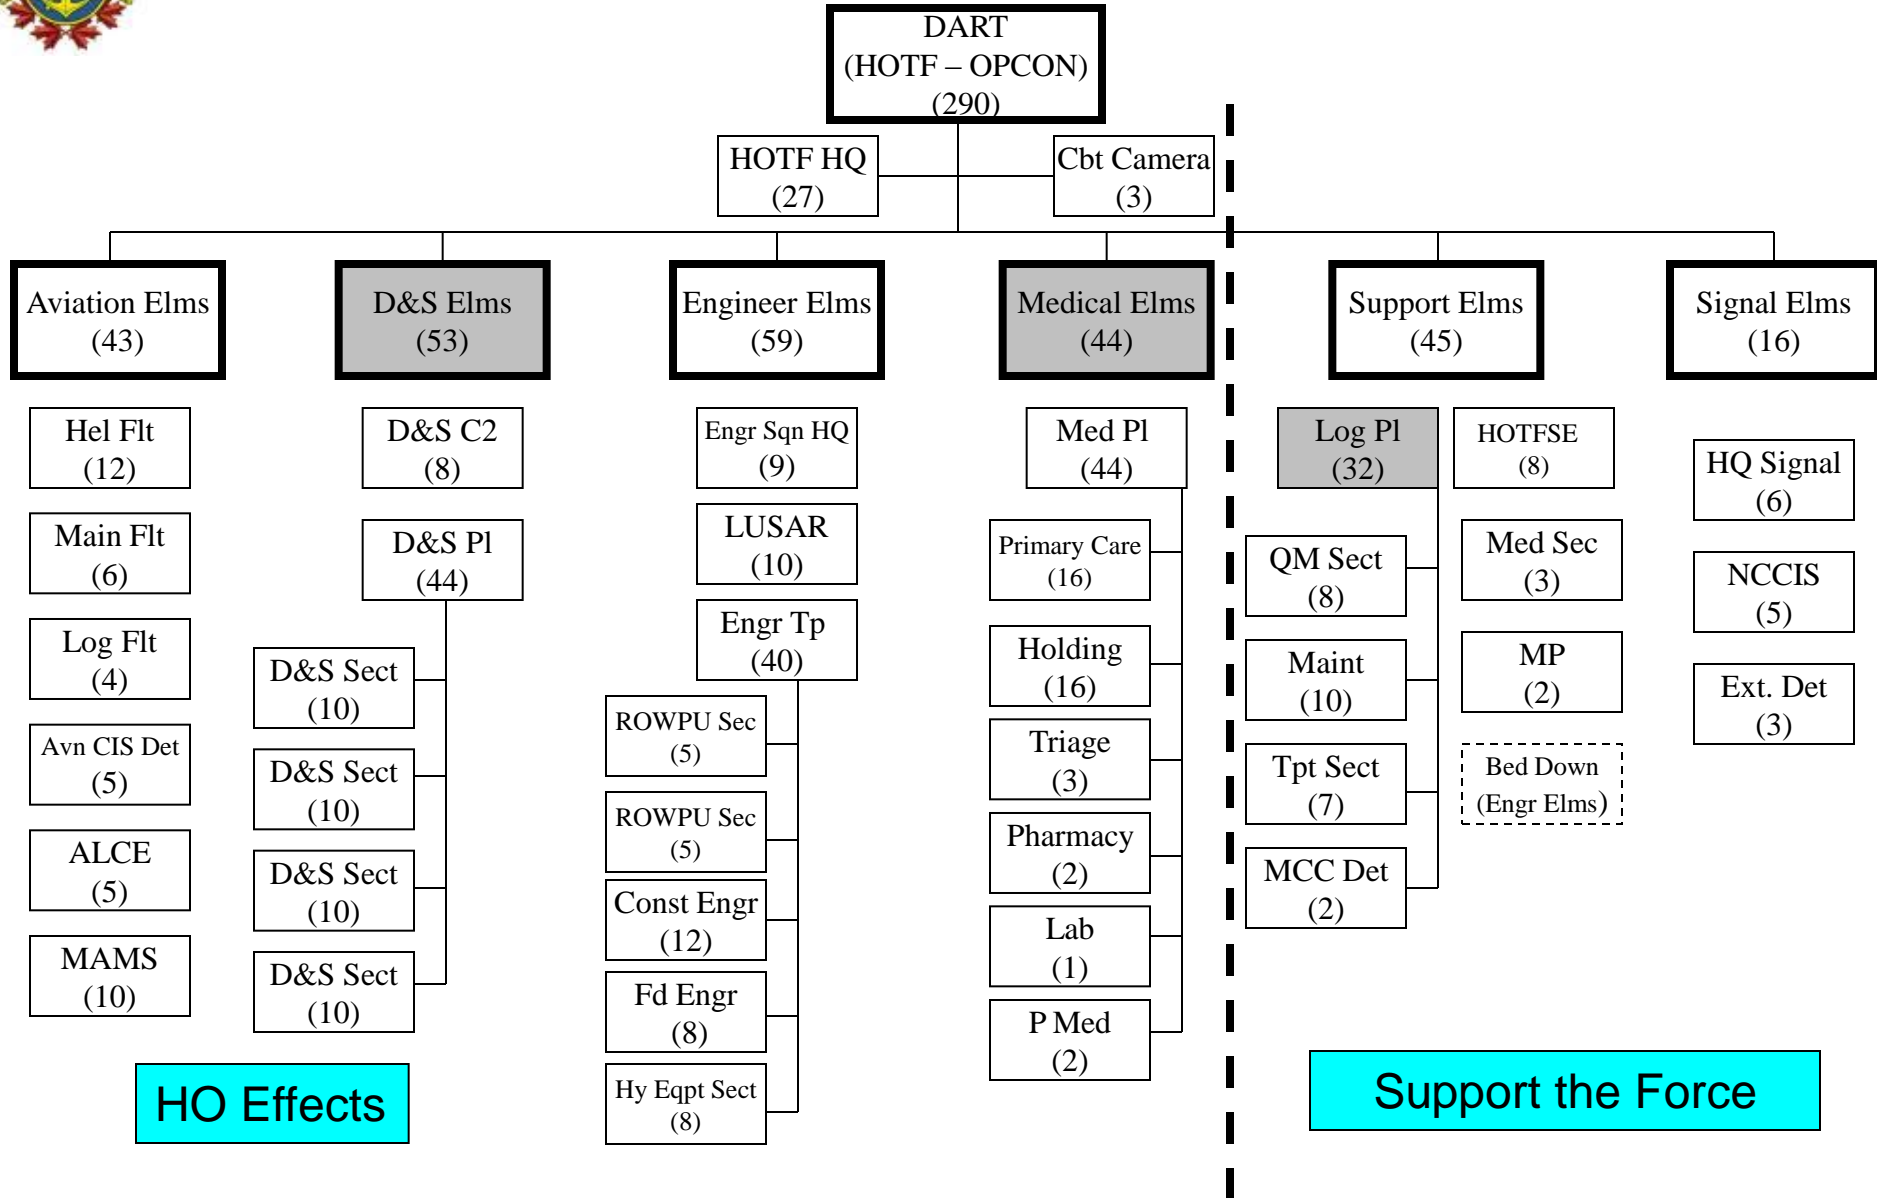 DART
(HOTF – OPCON)
(290)
HOTF HQ
(27)
Cbt Camera
(3)
Aviation Elms
(43)
D&S Elms
(53)
Engineer Elms
(59)
Medical Elms
(44)
Support Elms
(45)
Signal Elms
(16)
Hel Flt
(12)
Main Flt
(6)
Log Flt
(4)
Avn CIS Det
(5)
ALCE
(5)
MAMS
(10)
D&S C2
(8)
D&S Pl
(44)
D&S Sect
(10)
D&S Sect
(10)
D&S Sect
(10)
D&S Sect
(10)
Engr Sqn HQ
(9)
LUSAR
(10)
Engr Tp
(40)
ROWPU Sec
(5)
ROWPU Sec
(5)
Const Engr
(12)
Fd Engr
(8)
Hy Eqpt Sect
(8)
Med Pl
(44)
Primary Care
(16)
Holding
(16)
Triage
(3)
Pharmacy
(2)
Lab
(1)
P Med
(2)
Log Pl
(32)
QM Sect
(8)
Maint
(10)
Tpt Sect
(7)
MCC Det
(2)
HOTFSE
(8)
Med Sec
(3)
MP
(2)
Bed Down
(Engr Elms)
HQ Signal
(6)
NCCIS
(5)
Ext. Det
(3)
HO Effects
Support the Force